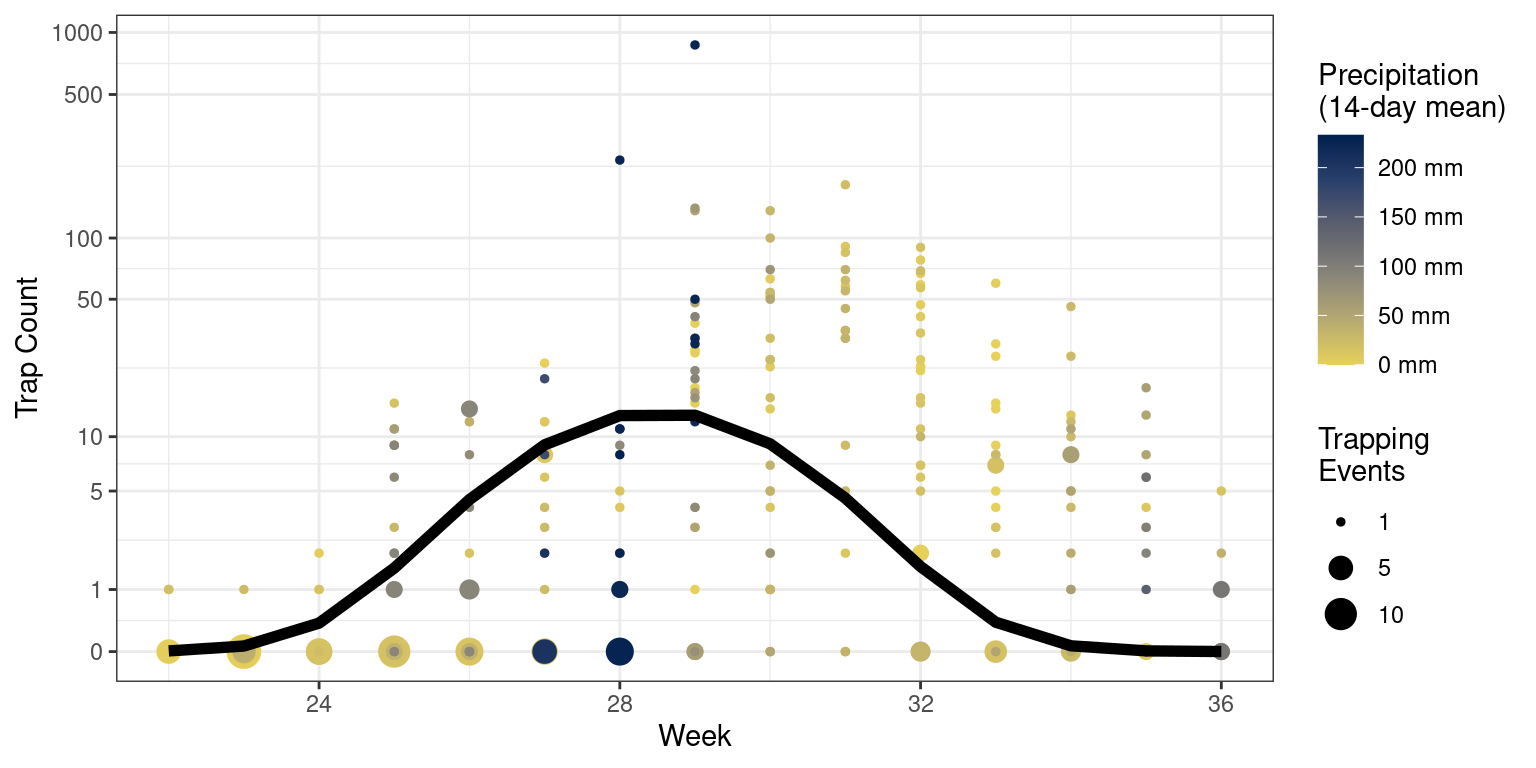 1000
500
100
50
10
5
1
0
Trap Count
24
28
32
36
Week
Precipitation
(14-day mean)
200 mm
150 mm
100 mm
50 mm
0 mm
Trapping
Events
1
5
10